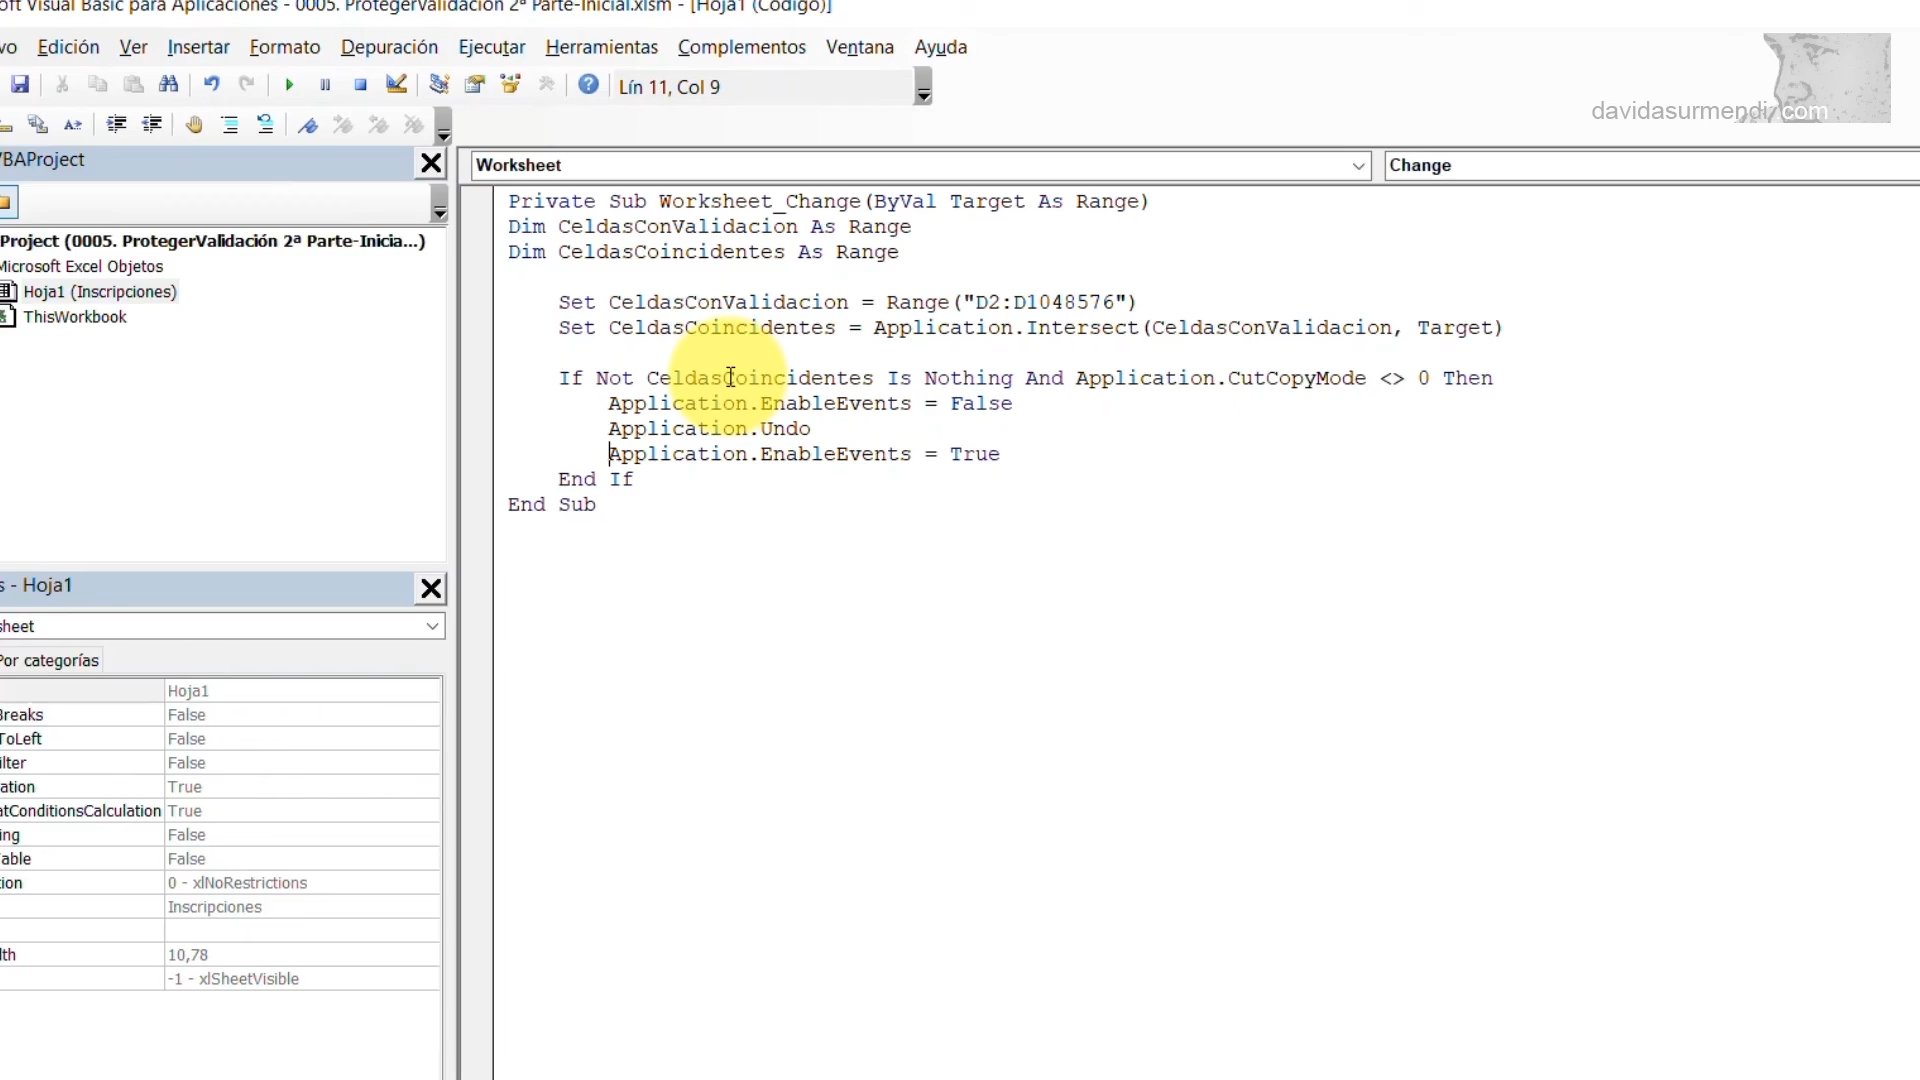 oft Visual Basic para Aplicaciones - 0005. ProtegerValidación 2ª Parte-Inicial.xlsm - [Hoja1 (Código)]
vo Edición Ver Insertar Formato Depuración Ejecutar Herramientas Complementos Ventana Ayuda
Lín 11, Col 9
davidasurmendi.com
VBAProject
Worksheet Change
Project (0005. ProtegerValidación 2ª Parte-Inicia...)
Microsoft Excel Objetos
Hoja1 (Inscripciones)
ThisWorkbook
Private Sub Worksheet_Change(ByVal Target As Range)
Dim CeldasConValidacion As Range
Dim CeldasCoincidentes As Range
Set CeldasConValidacion = Range("D2:D1048576")
Set CeldasCoincidentes = Application.Intersect(CeldasConValidacion, Target)
If Not CeldasCoincidentes Is Nothing And Application.CutCopyMode <> 0 Then
Application.EnableEvents = False
Application.Undo
Application.EnableEvents = True
End If
End Sub
s - Hoja1
sheet
Por categorías
Hoja1
Breaks False
ToLeft False
ilter False
ation True
atConditionsCalculation True
ing False
able False
tion 0 - xlNoRestrictions
Inscripciones
dth 10,78
-1 - xlSheetVisible